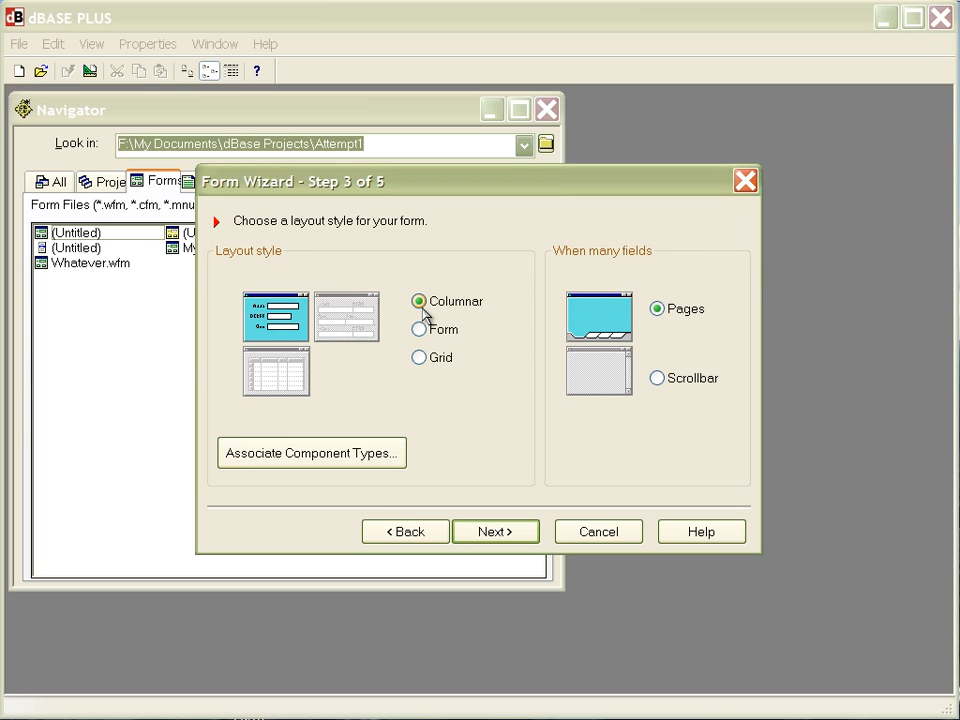 dB dBASE PLUS
File Edit View Properties Window Help
?
Navigator
Look in: F:\My Documents\dBase Projects\Attempt1
All Proje Forms
Form Files (*.wfm, *.cfm, *.mnu
(Untitled) (U
(Untitled) My
Whatever.wfm
Form Wizard - Step 3 of 5
Choose a layout style for your form.
Layout style
When many fields
Columnar
Form
Grid
Pages
Scrollbar
Associate Component Types...
< Back Next > Cancel Help